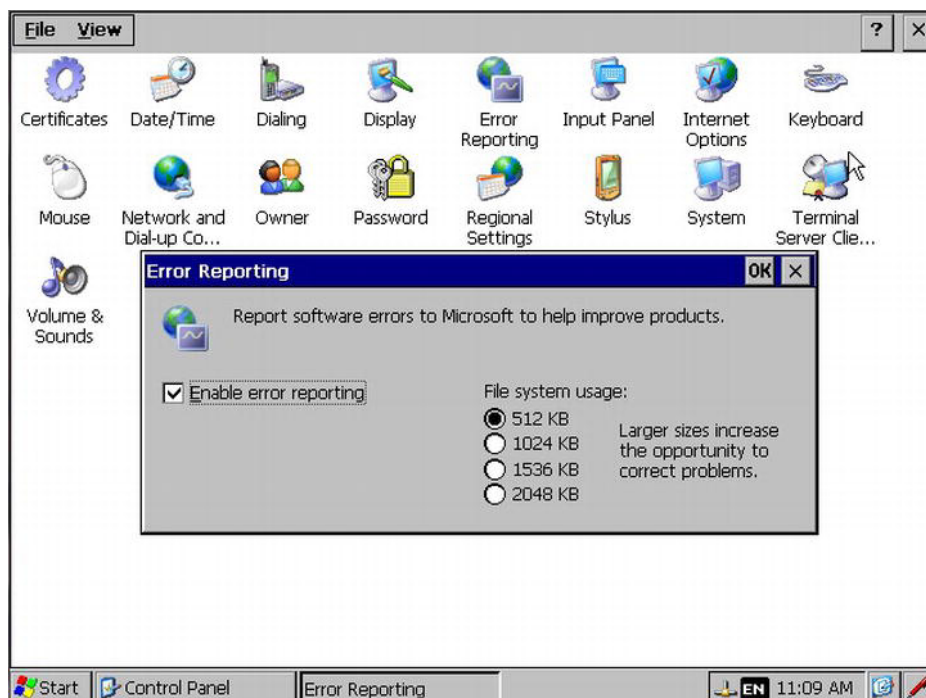 File View ? ×
Certificates Date/Time Dialing Display Error Reporting Input Panel Internet Options Keyboard
Mouse Network and Dial-up Co... Owner Password Regional Settings Stylus System Terminal Server Clie...
Volume & Sounds
Error Reporting OK ×
Report software errors to Microsoft to help improve products.
Enable error reporting
File system usage:
512 KB
1024 KB
1536 KB
2048 KB
Larger sizes increase
the opportunity to
correct problems.
Start Control Panel Error Reporting EN 11:09 AM